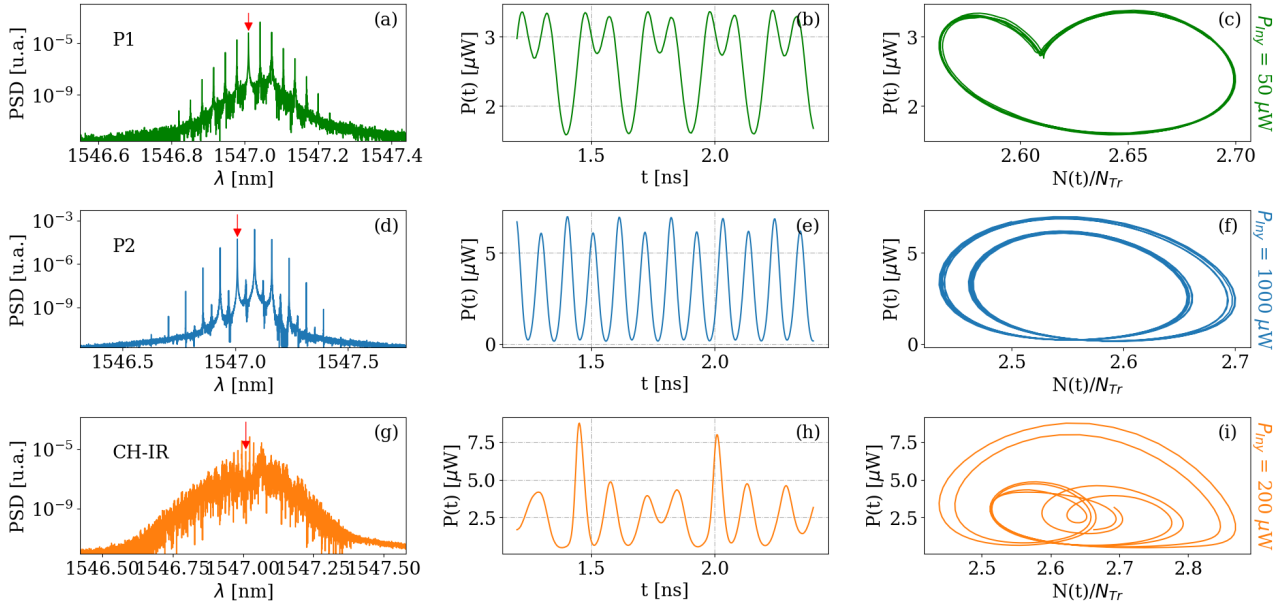 (a)
P1
PSD [u.a.]
10⁻⁵
10⁻⁹
1546.6 1546.8 1547.0 1547.2 1547.4
λ [nm]
(b)
P(t) [μW]
3
2
1.5 2.0
t [ns]
(c)
P(t) [μW]
3
2
2.60 2.65 2.70
N(t)/N_Tr
P_Iny = 50 μW
(d)
P2
PSD [u.a.]
10⁻³
10⁻⁶
10⁻⁹
1546.5 1547.0 1547.5
λ [nm]
(e)
P(t) [μW]
5
0
1.5 2.0
t [ns]
(f)
P(t) [μW]
5
0
2.5 2.6 2.7
N(t)/N_Tr
P_Iny = 1000 μW
(g)
CH-IR
PSD [u.a.]
10⁻⁵
10⁻⁹
1546.50 1546.75 1547.00 1547.25 1547.50
λ [nm]
(h)
P(t) [μW]
7.5
5.0
2.5
1.5 2.0
t [ns]
(i)
P(t) [μW]
7.5
5.0
2.5
2.5 2.6 2.7 2.8
N(t)/N_Tr
P_Iny = 200 μW